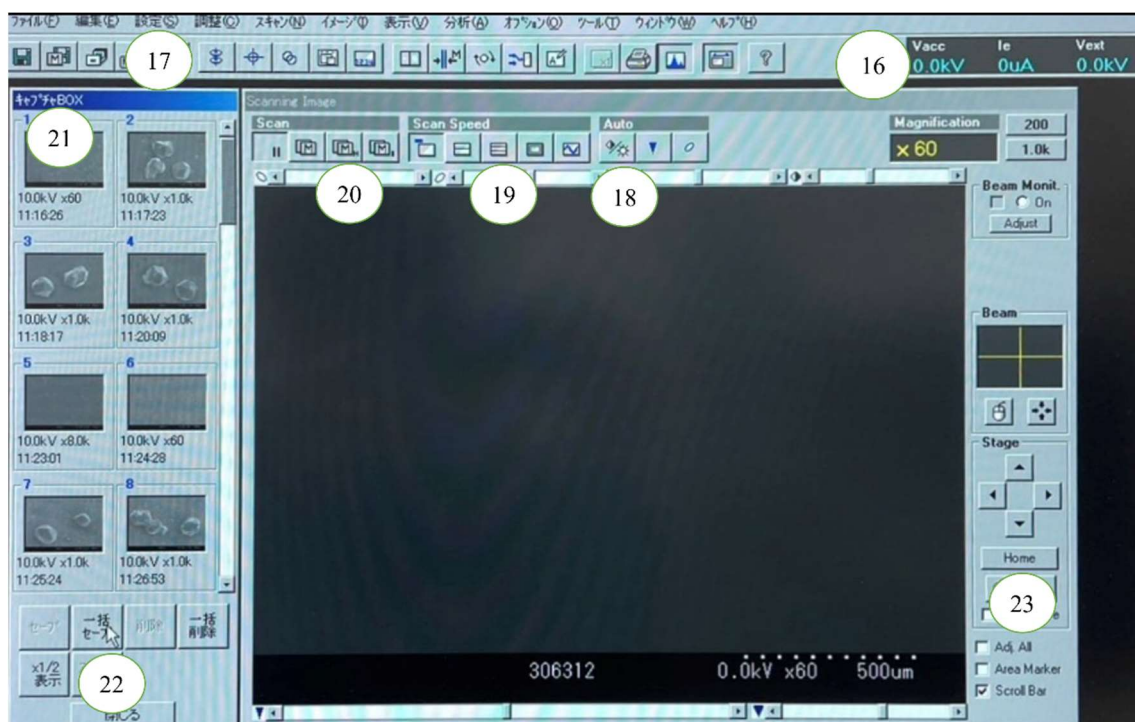 ファイル(F) 編集(E) 設定(S) 調整(C) スキャン(N) イメージ(I) 表示(V) 分析(A) オプション(O) ツール(T) ウィンドウ(W) ヘルプ(H)
17
16
Vacc Ie Vext
0.0kV 0uA 0.0kV
キャプチャBOX
21
Scanning Image
Scan Scan Speed Auto Magnification
×60
200
1.0k
20
19
18
1
10.0kV x60
11:16:26
2
10.0kV x1.0k
11:17:23
3
10.0kV x1.0k
11:18:17
4
10.0kV x1.0k
11:20:09
5
10.0kV x8.0k
11:23:01
6
10.0kV x60
11:24:28
7
10.0kV x1.0k
11:25:24
8
10.0kV x1.0k
11:26:53
セーブ
一括
セーブ
削除
一括
削除
x1/2
表示
22
閉じる
Beam Monit.
On
Adjust
Beam
Stage
Home
23
Adj. All
Area Marker
Scroll Bar
306312 0.0kV x60 500um